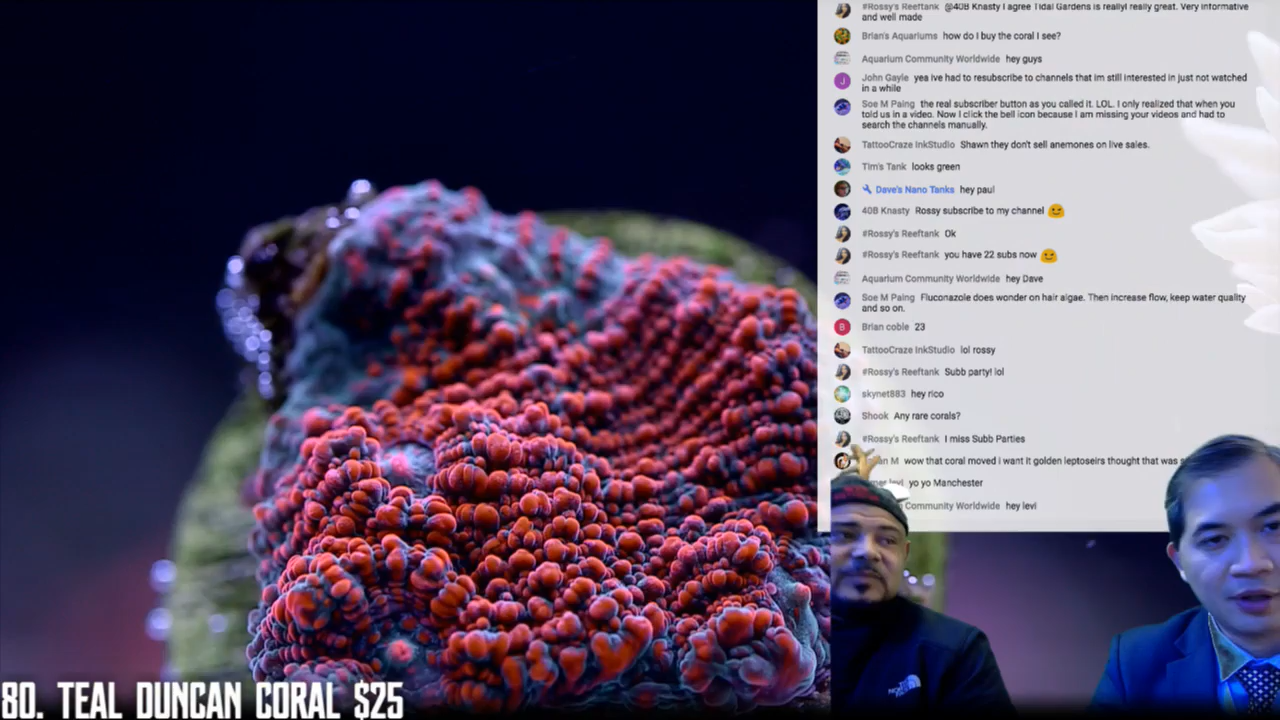 #Rossy's Reeftank @40B Knasty I agree Tidal Gardens is reallyl really great. Very informative
and well made
Brian's Aquariums how do I buy the coral I see?
Aquarium Community Worldwide hey guys
J John Gayle yea ive had to resubscribe to channels that im still interested in just not watched
in a while
Soe M Paing the real subscriber button as you called it. LOL. I only realized that when you
told us in a video. Now I click the bell icon because I am missing your videos and had to
search the channels manually.
TattooCraze InkStudio Shawn they don't sell anemones on live sales.
Tim's Tank looks green
Dave's Nano Tanks hey paul
40B Knasty Rossy subscribe to my channel
#Rossy's Reeftank Ok
#Rossy's Reeftank you have 22 subs now
Aquarium Community Worldwide hey Dave
Soe M Paing Fluconazole does wonder on hair algae. Then increase flow, keep water quality
and so on.
B Brian coble 23
TattooCraze InkStudio lol rossy
#Rossy's Reeftank Subb party! lol
skynet883 hey rico
Shook Any rare corals?
#Rossy's Reeftank I miss Subb Parties
M wow that coral moved i want it golden leptoseirs thought that was
levi yo yo Manchester
Community Worldwide hey levi
80. TEAL DUNCAN CORAL $25